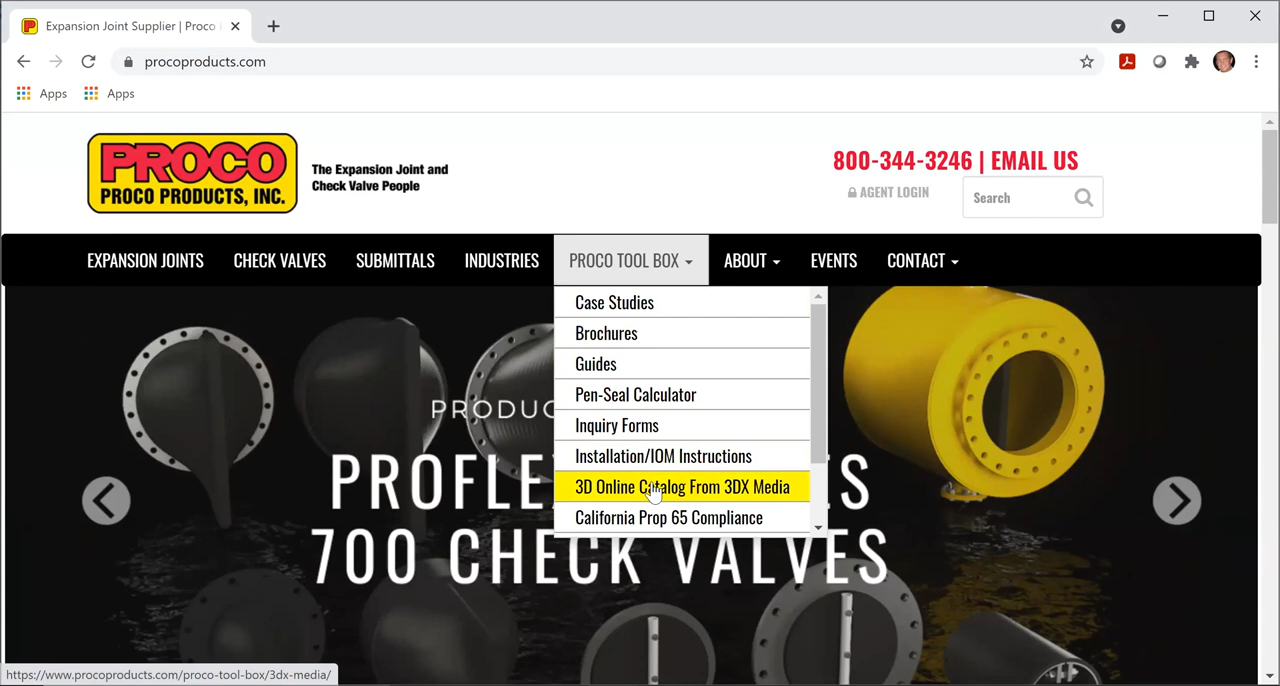 Expansion Joint Supplier | Proco
procoproducts.com
Apps
Apps
PROCO
PROCO PRODUCTS, INC.
The Expansion Joint and
Check Valve People
800-344-3246 | EMAIL US
AGENT LOGIN
Search
EXPANSION JOINTS
CHECK VALVES
SUBMITTALS
INDUSTRIES
PROCO TOOL BOX
ABOUT
EVENTS
CONTACT
Case Studies
Brochures
Guides
Pen-Seal Calculator
Inquiry Forms
Installation/IOM Instructions
3D Online Catalog From 3DX Media
California Prop 65 Compliance
700 CHECK VALVES
https://www.procoproducts.com/proco-tool-box/3dx-media/